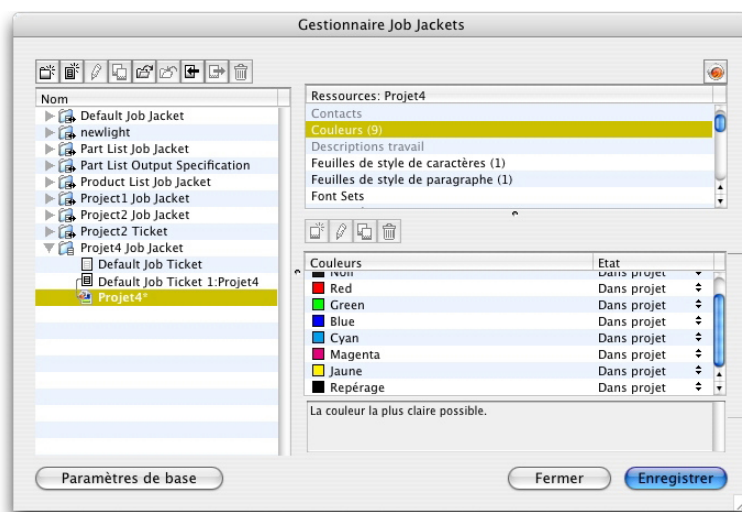 Gestionnaire Job Jackets
Nom
Default Job Jacket
newlight
Part List Job Jacket
Part List Output Specification
Product List Job Jacket
Project1 Job Jacket
Project2 Job Jacket
Project2 Ticket
Projet4 Job Jacket
Default Job Ticket
Default Job Ticket 1:Projet4
Projet4*
Ressources: Projet4
Contacts
Couleurs (9)
Descriptions travail
Feuilles de style de caractères (1)
Feuilles de style de paragraphe (1)
Font Sets
Couleurs Etat
Noir Dans projet
Red Dans projet
Green Dans projet
Blue Dans projet
Cyan Dans projet
Magenta Dans projet
Jaune Dans projet
Repérage Dans projet
La couleur la plus claire possible.
Paramètres de base
Fermer
Enregistrer